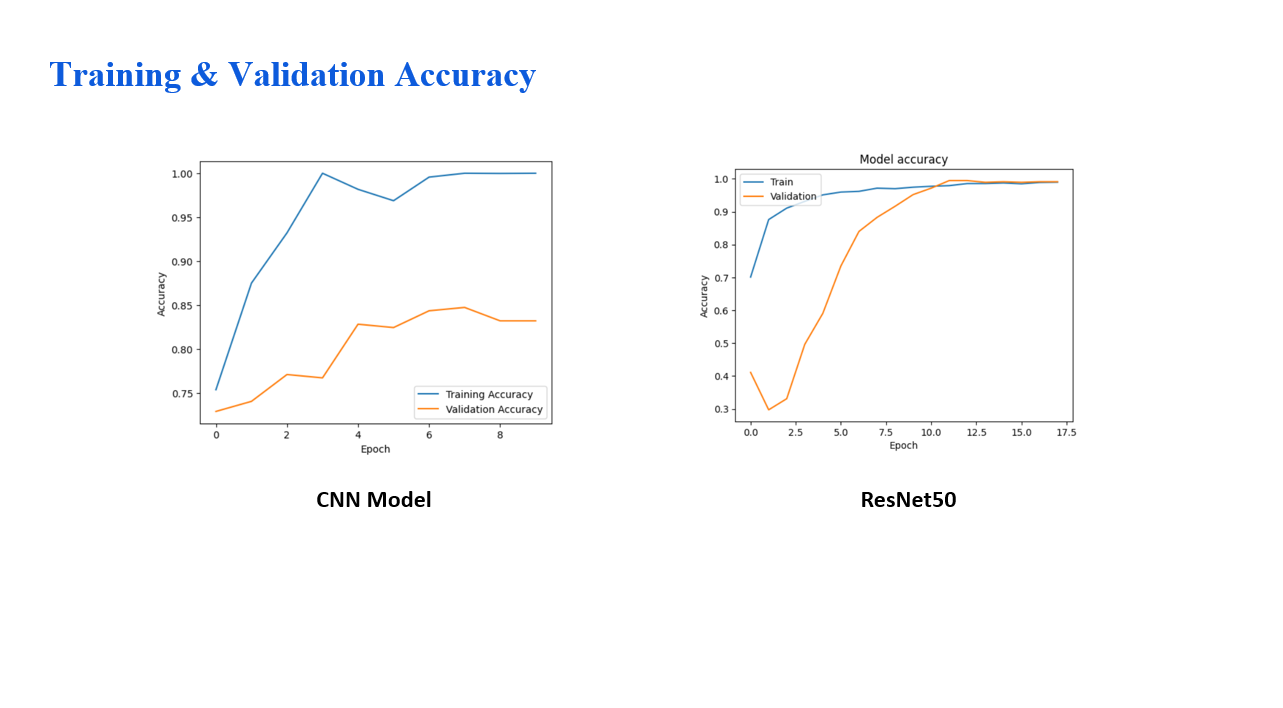 Training & Validation Accuracy
1.00
0.95
0.90
0.85
0.80
0.75
Accuracy
Training Accuracy
Validation Accuracy
0 2 4 6 8
Epoch
CNN Model
Model accuracy
Train
Validation
1.0
0.9
0.8
0.7
0.6
0.5
0.4
0.3
Accuracy
0.0 2.5 5.0 7.5 10.0 12.5 15.0 17.5
Epoch
ResNet50